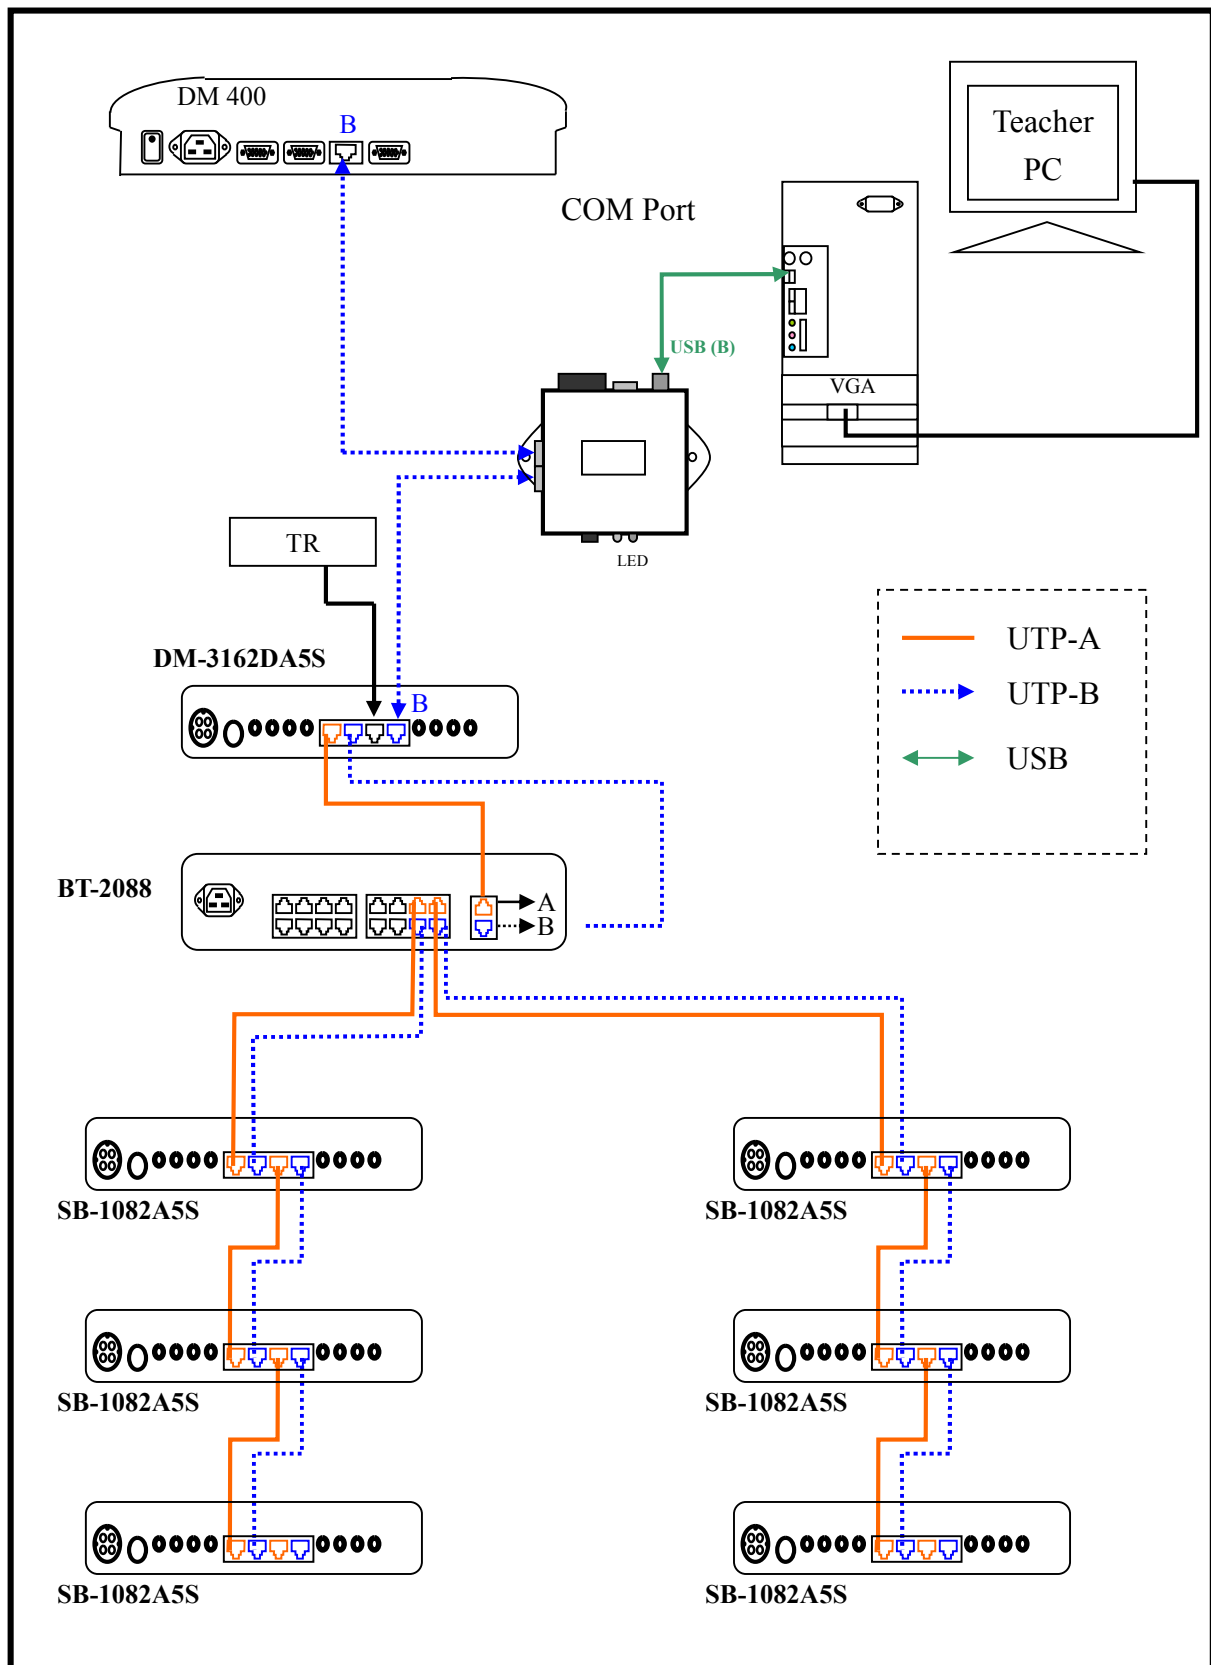 DM 400
B
Teacher
PC
COM Port
USB (B)
VGA
LED
TR
UTP-A
UTP-B
USB
DM-3162DA5S
B
BT-2088
A
B
SB-1082A5S
SB-1082A5S
SB-1082A5S
SB-1082A5S
SB-1082A5S
SB-1082A5S